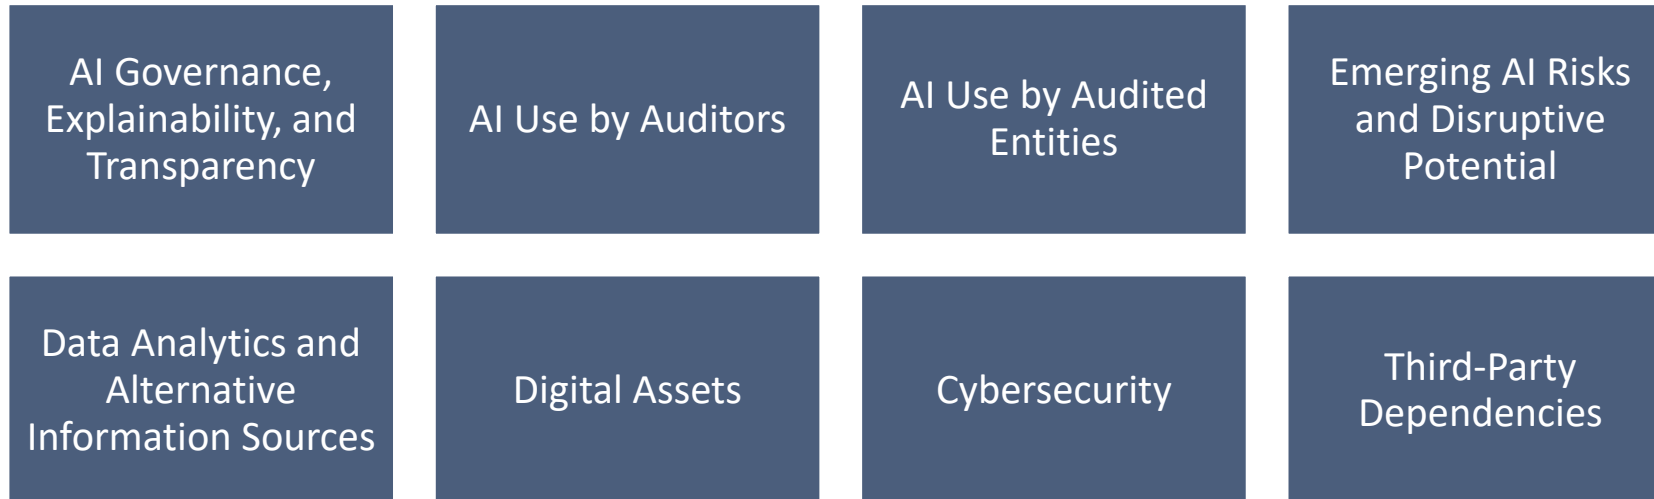 AI Governance,
Explainability, and
Transparency
AI Use by Auditors
AI Use by Audited
Entities
Emerging AI Risks
and Disruptive
Potential
Data Analytics and
Alternative
Information Sources
Digital Assets
Cybersecurity
Third-Party
Dependencies